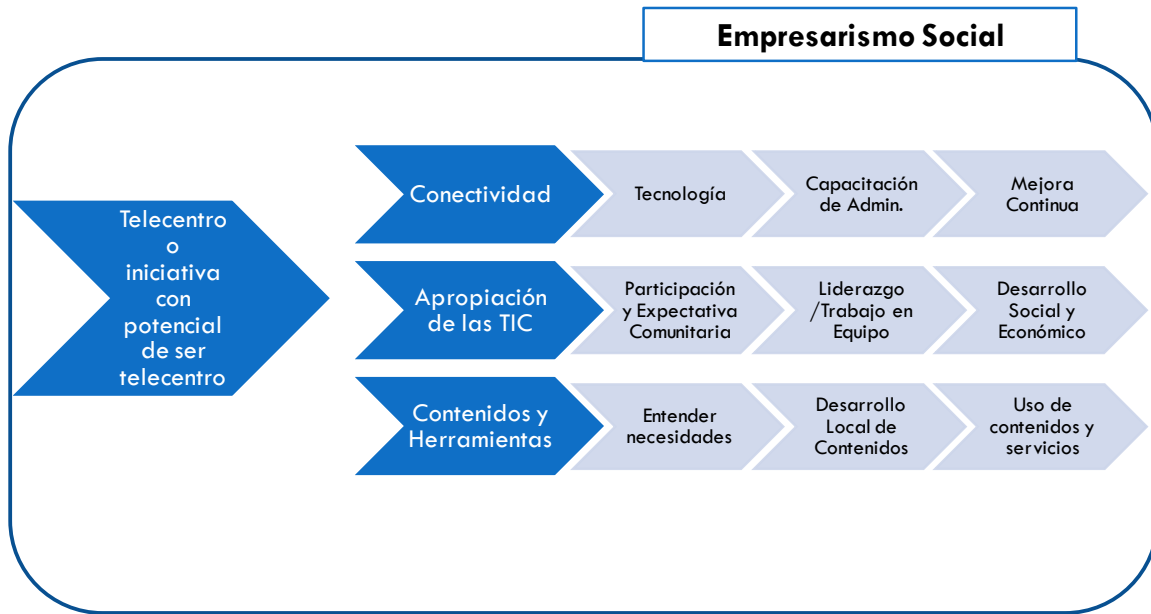 Empresarismo Social
Telecentro
o
iniciativa
con
potencial
de ser
telecentro
Conectividad
Tecnología
Capacitación
de Admin.
Mejora
Continua
Apropiación
de las TIC
Participación
y Expectativa
Comunitaria
Liderazgo
/Trabajo en
Equipo
Desarrollo
Social y
Económico
Contenidos y
Herramientas
Entender
necesidades
Desarrollo
Local de
Contenidos
Uso de
contenidos y
servicios